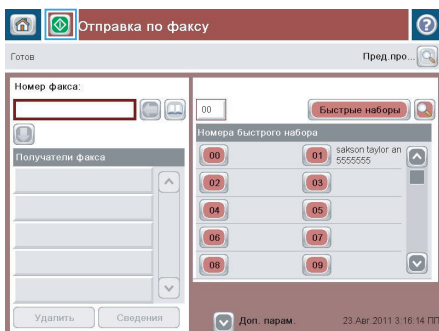 Отправка по факсу
Готов
Пред.про...
Номер факса:
00
Быстрые наборы
Номера быстрого набора
Получатели факса
00
01
sakson taylor an
5555555
02
03
04
05
06
07
08
09
Удалить
Сведения
Доп. парам.
23.Авг.2011 3:16:14 ПП